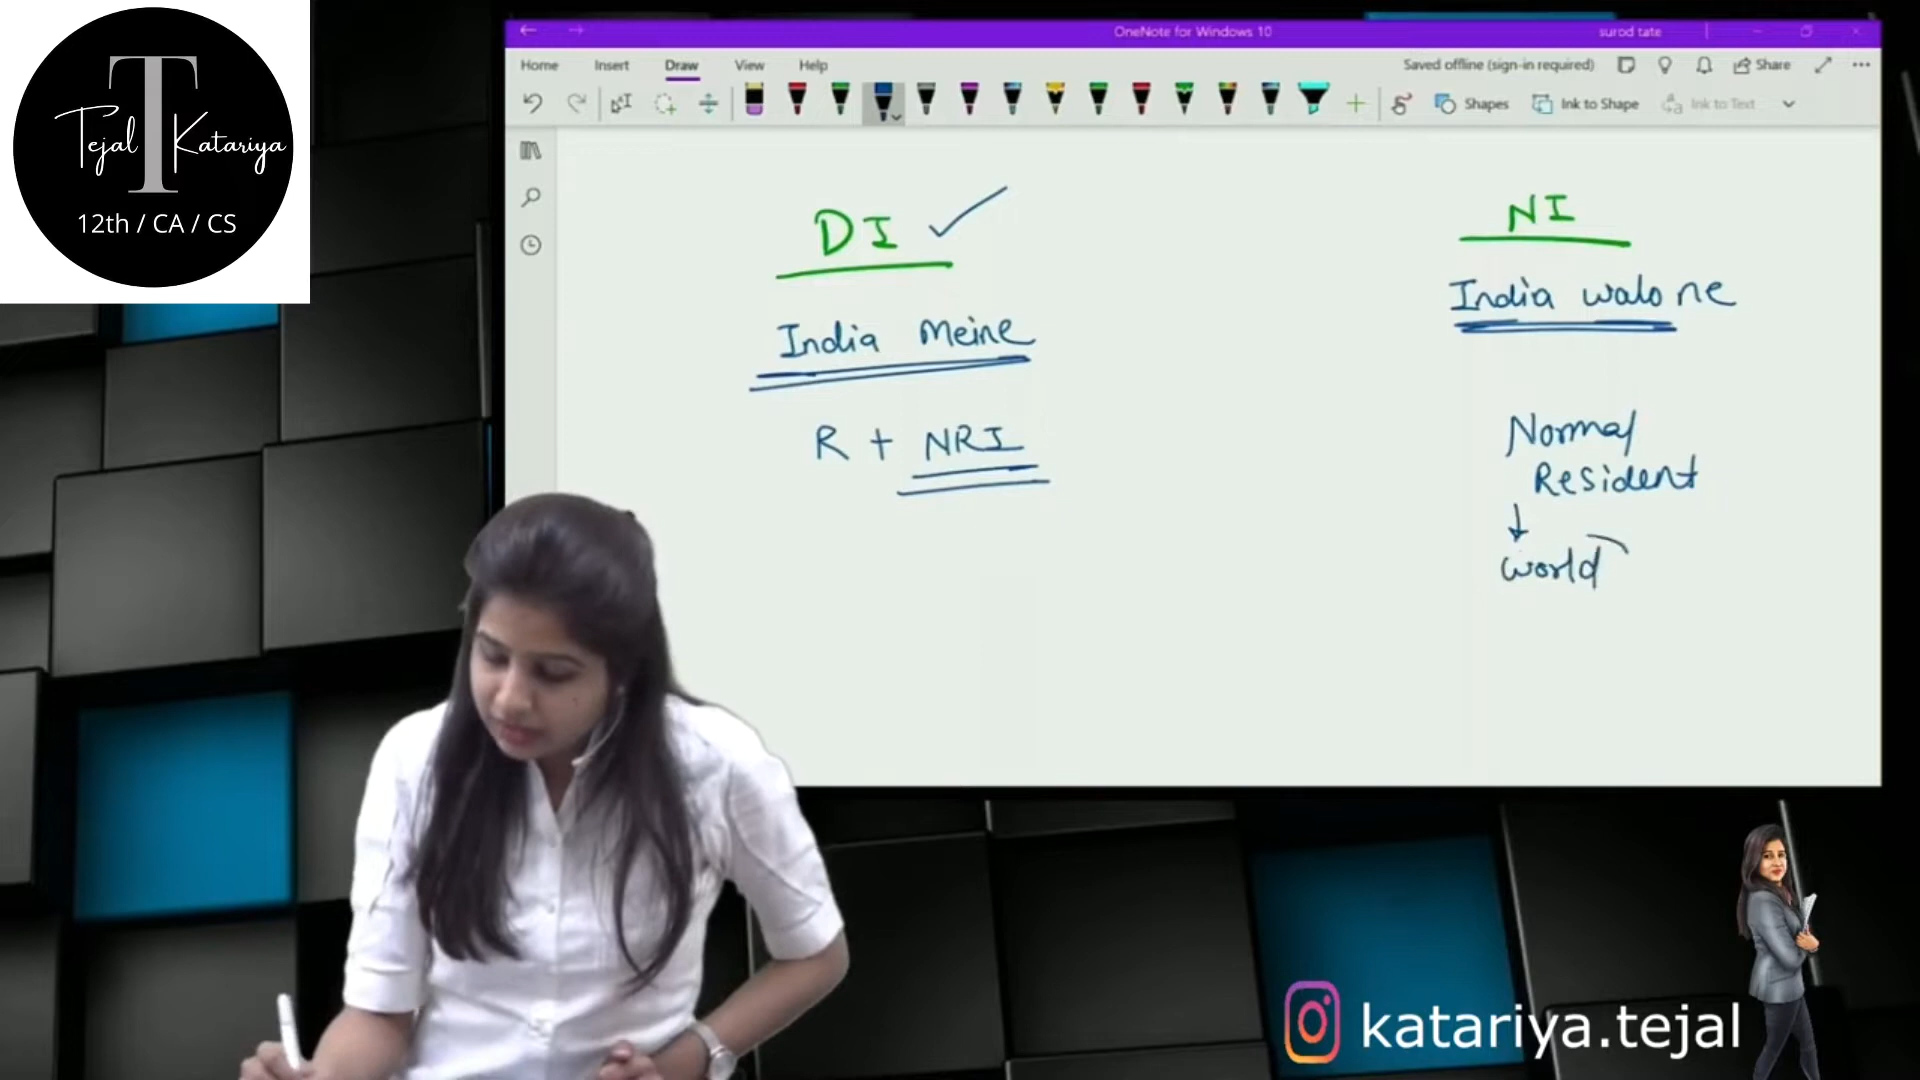 T
Tejal Katariya
12th / CA / CS
OneNote for Windows 10
surod tate
Home Insert Draw View Help
Saved offline (sign-in required)
Share
Shapes
Ink to Shape
Ink to Text
DI
India Meine
R + NRI
NI
India walo ne
Normal
Resident
world
katariya.tejal